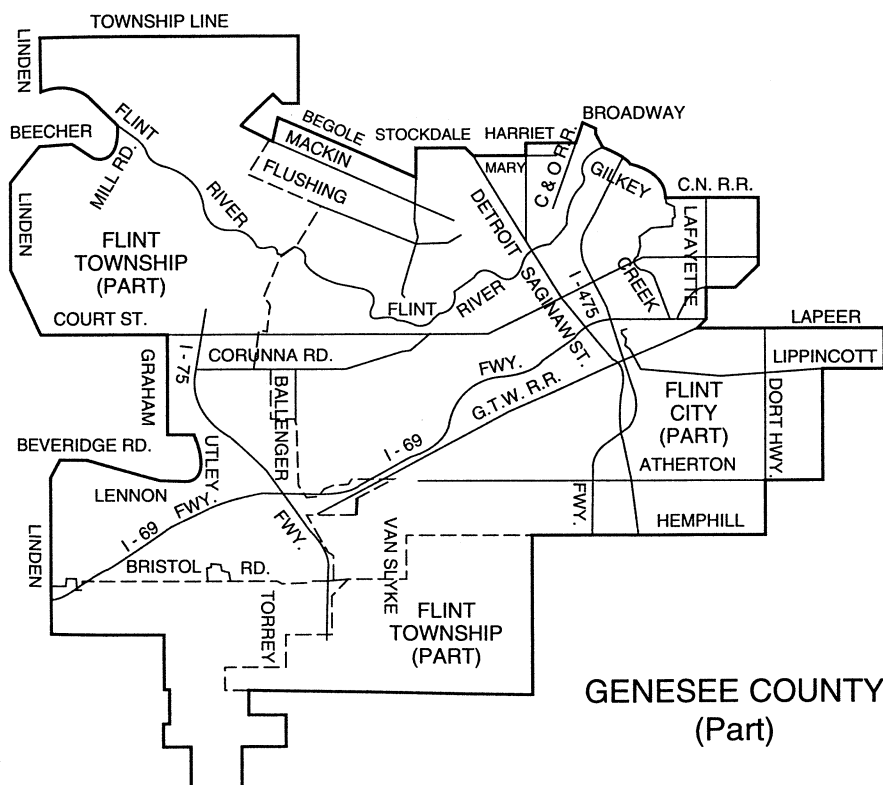 TOWNSHIP LINE
LINDEN
BEECHER
FLINT
MILL RD.
RIVER
BEGOLE
MACKIN
FLUSHING
STOCKDALE
HARRIET
BROADWAY
MARY
C & O R.R.
GILKEY
C.N. R.R.
LINDEN
FLINT
TOWNSHIP
(PART)
DETROIT
SAGINAW ST.
I-475
CREEK
LAFAYETTE
FLINT
RIVER
COURT ST.
LAPEER
GRAHAM
I-75
CORUNNA RD.
FWY.
G.T.W. R.R.
LIPPINCOTT
BALLENGER
FLINT
CITY
(PART)
DORT HWY.
BEVERIDGE RD.
UTLEY
I-69
ATHERTON
LENNON
FWY.
FWY.
FWY.
HEMPHILL
LINDEN
I-69
BRISTOL RD.
VAN SLYKE
TORREY
FLINT
TOWNSHIP
(PART)
GENESEE COUNTY
(Part)